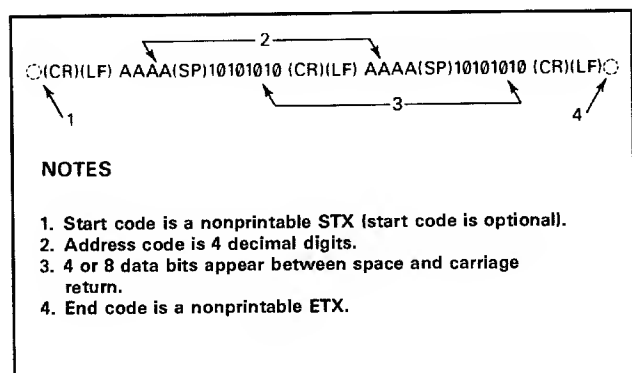 2
◌(CR)(LF) AAAA(SP)10101010 (CR)(LF) AAAA(SP)10101010 (CR)(LF)◌
3
1
4
NOTES
1. Start code is a nonprintable STX (start code is optional).
2. Address code is 4 decimal digits.
3. 4 or 8 data bits appear between space and carriage
return.
4. End code is a nonprintable ETX.